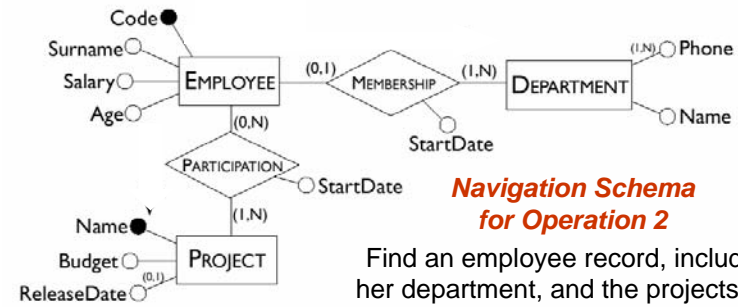 Code
Surname
Salary
Age
EMPLOYEE
(0,1)
MEMBERSHIP
(1,N)
DEPARTMENT
(1,N)
Phone
Name
StartDate
(0,N)
PARTICIPATION
StartDate
(1,N)
Name
Budget
(0,1)
ReleaseDate
PROJECT
Navigation Schema
for Operation 2
Find an employee record, includ
her department, and the projects